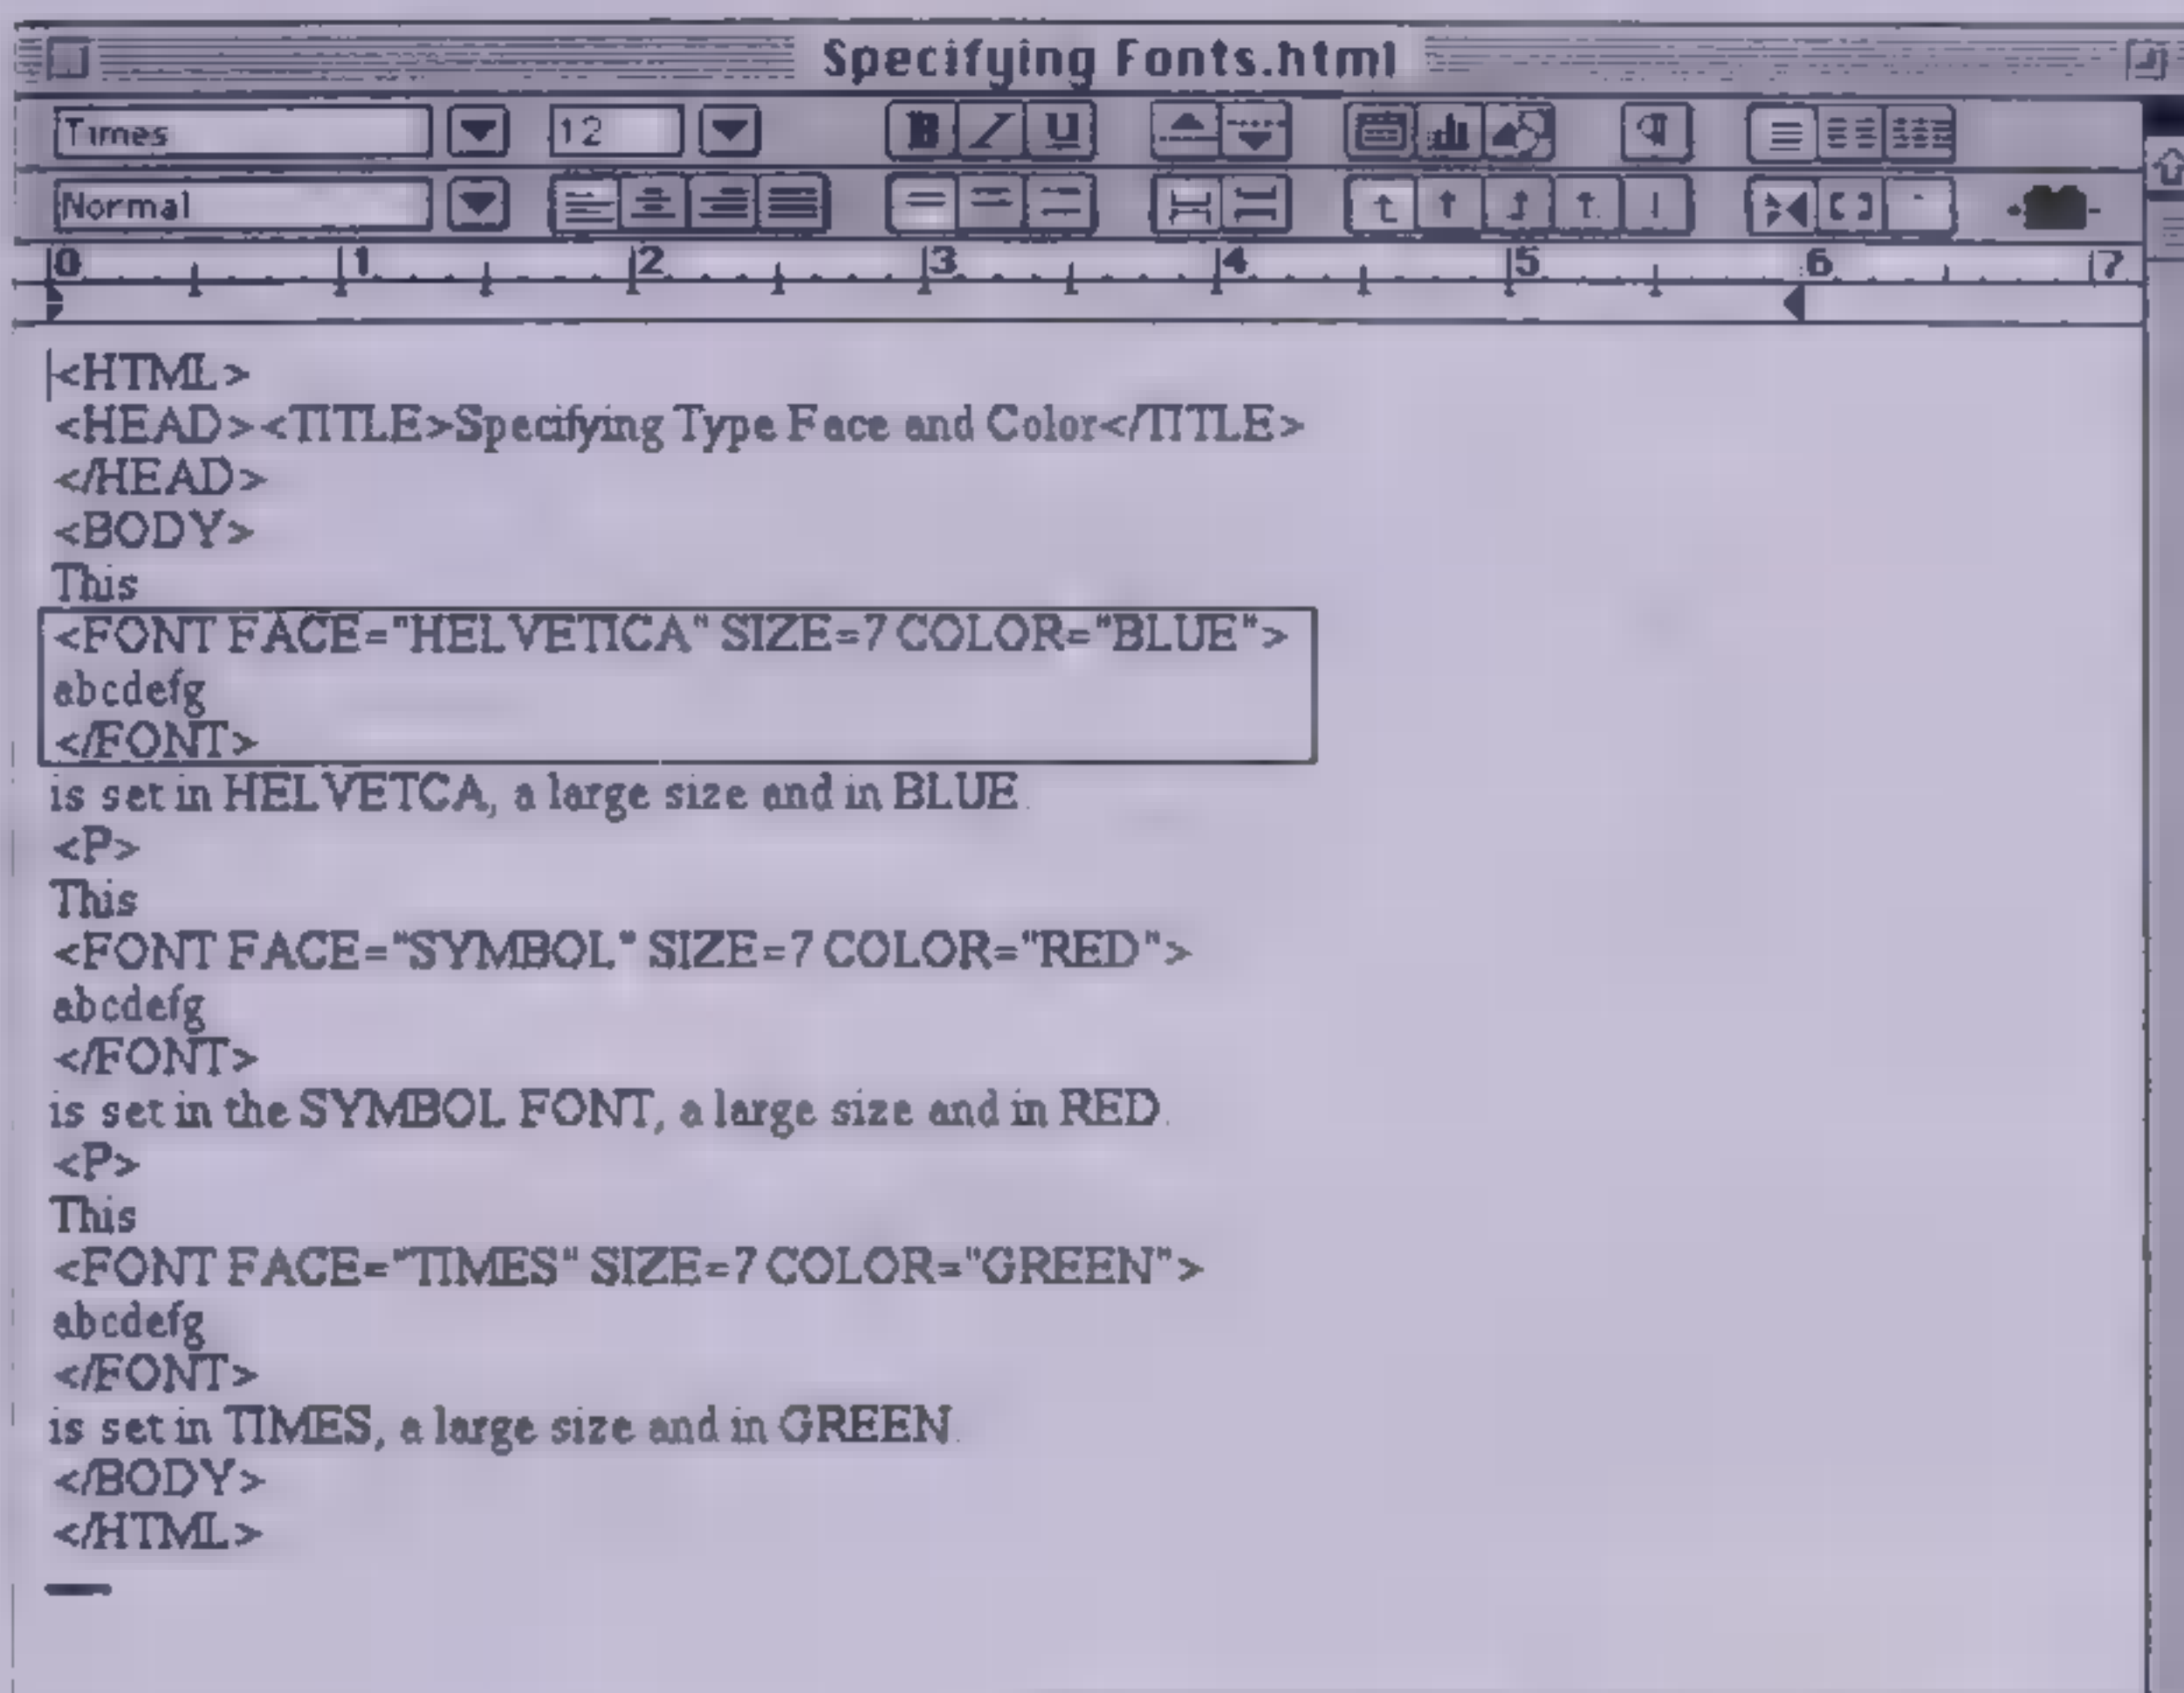 Specifying Fonts.html
Times 12 B I U
Normal
0 1 2 3 4 5 6 7
<HTML>
<HEAD><TITLE>Specifying Type Face and Color</TITLE>
</HEAD>
<BODY>
This
<FONT FACE="HELVETICA" SIZE=7 COLOR="BLUE">
abcdefg
</FONT>
is set in HELVETCA, a large size and in BLUE.
<P>
This
<FONT FACE="SYMBOL" SIZE=7 COLOR="RED">
abcdefg
</FONT>
is set in the SYMBOL FONT, a large size and in RED.
<P>
This
<FONT FACE="TIMES" SIZE=7 COLOR="GREEN">
abcdefg
</FONT>
is set in TIMES, a large size and in GREEN.
</BODY>
</HTML>